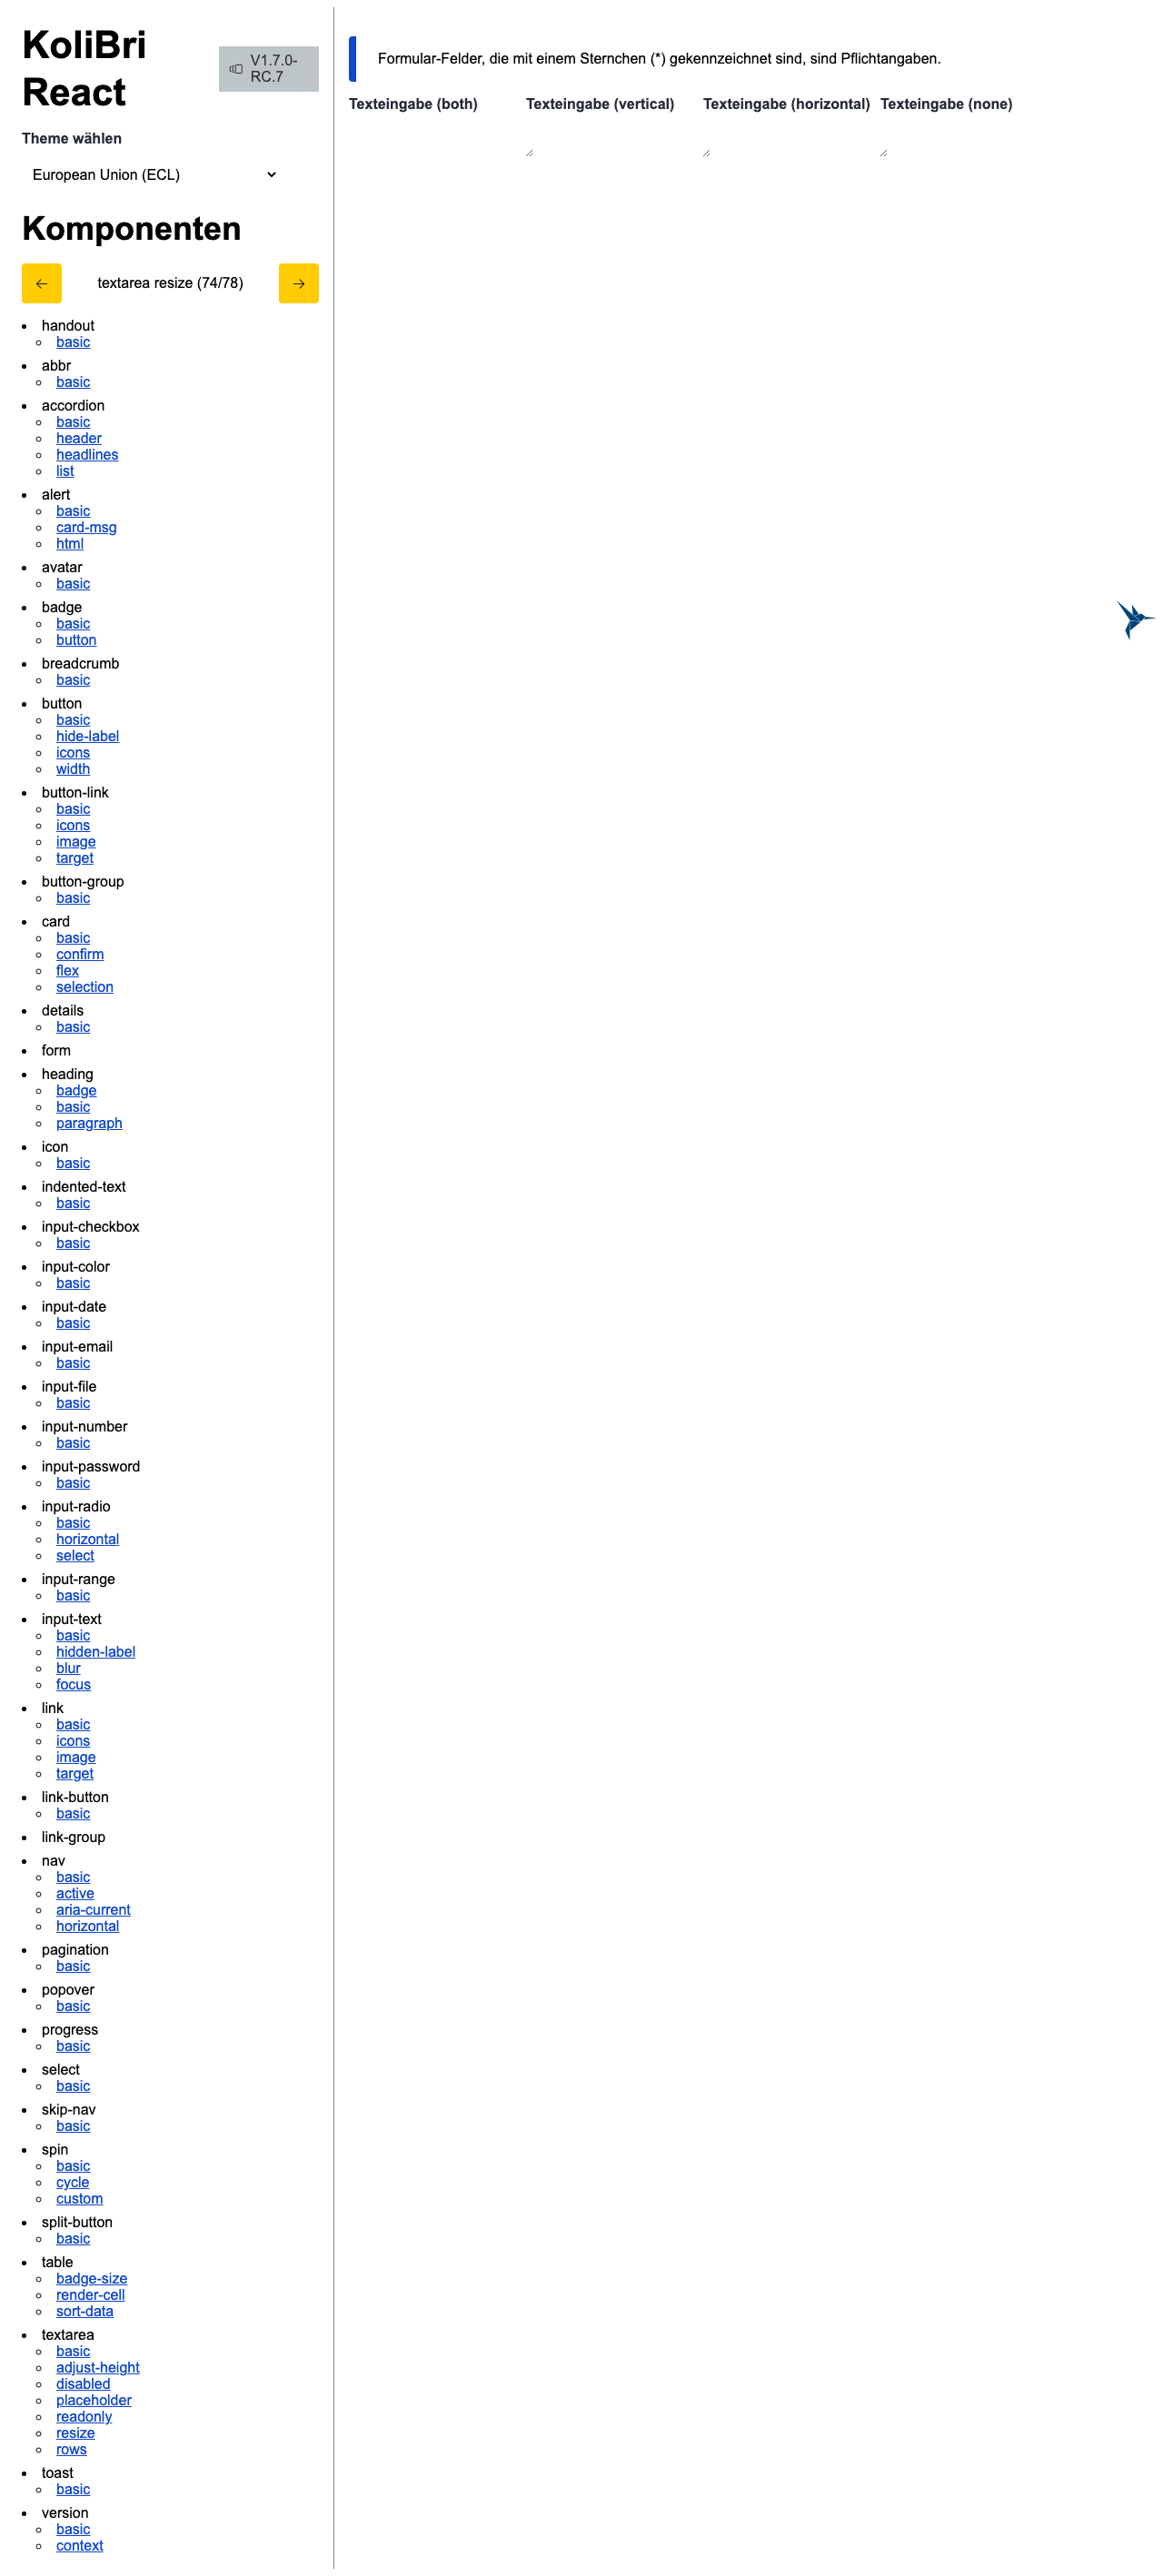 KoliBri
React
V1.7.0-
RC.7
Theme wählen
European Union (ECL)
Komponenten
textarea resize (74/78)
handout
basic
abbr
basic
accordion
basic
header
headlines
list
alert
basic
card-msg
html
avatar
basic
badge
basic
button
breadcrumb
basic
button
basic
hide-label
icons
width
button-link
basic
icons
image
target
button-group
basic
card
basic
confirm
flex
selection
details
basic
form
heading
badge
basic
paragraph
icon
basic
indented-text
basic
input-checkbox
basic
input-color
basic
input-date
basic
input-email
basic
input-file
basic
input-number
basic
input-password
basic
input-radio
basic
horizontal
select
input-range
basic
input-text
basic
hidden-label
blur
focus
link
basic
icons
image
target
link-button
basic
link-group
nav
basic
active
aria-current
horizontal
pagination
basic
popover
basic
progress
basic
select
basic
skip-nav
basic
spin
basic
cycle
custom
split-button
basic
table
badge-size
render-cell
sort-data
textarea
basic
adjust-height
disabled
placeholder
readonly
resize
rows
toast
basic
version
basic
context
Formular-Felder, die mit einem Sternchen (*) gekennzeichnet sind, sind Pflichtangaben.
Texteingabe (both) Texteingabe (vertical) Texteingabe (horizontal) Texteingabe (none)